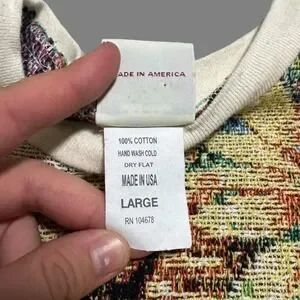 MADE IN AMERICA
100% COTTON
HAND WASH COLD
DRY FLAT
MADE IN USA
LARGE
RN 104678